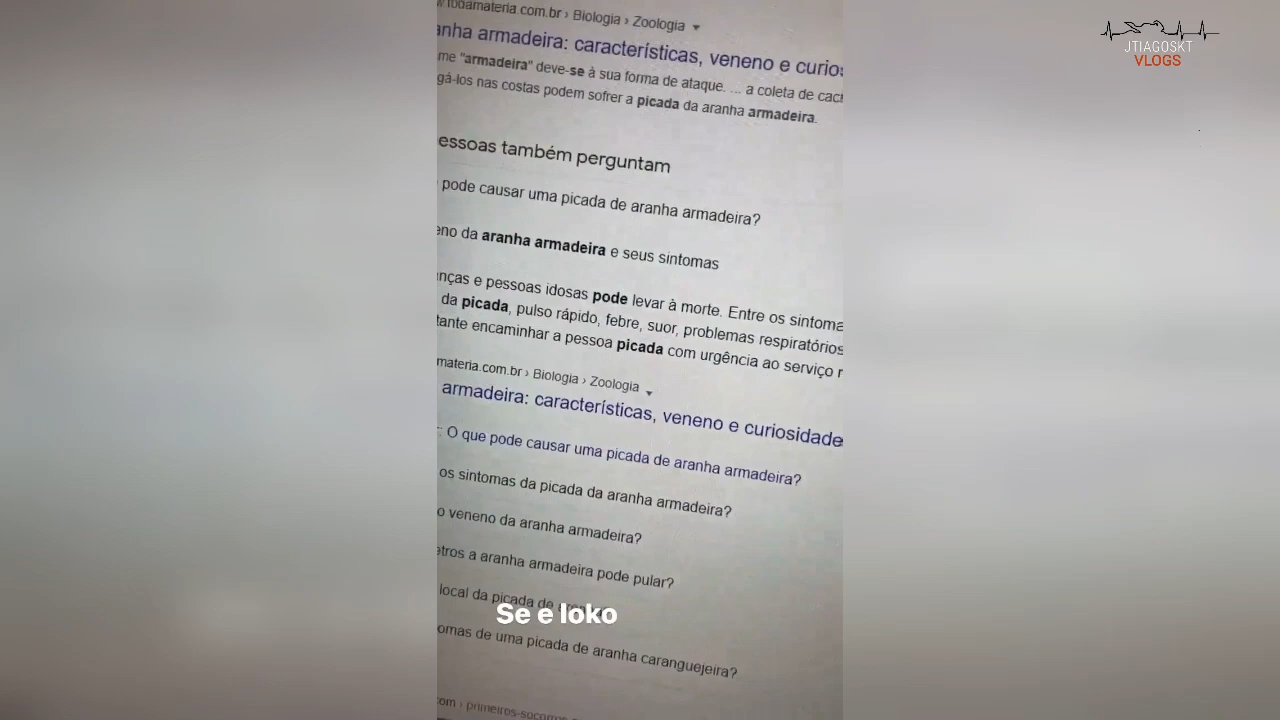 todamateria.com.br › Biologia › Zoologia
anha armadeira: características, veneno e curios
me "armadeira" deve-se à sua forma de ataque. ... a coleta de cach
gá-los nas costas podem sofrer a picada da aranha armadeira.
essoas também perguntam
pode causar uma picada de aranha armadeira?
eno da aranha armadeira e seus sintomas
nças e pessoas idosas pode levar à morte. Entre os sintoma
da picada, pulso rápido, febre, suor, problemas respiratórios
tante encaminhar a pessoa picada com urgência ao serviço
materia.com.br › Biologia › Zoologia
armadeira: características, veneno e curiosidade
: O que pode causar uma picada de aranha armadeira?
os sintomas da picada da aranha armadeira?
o veneno da aranha armadeira?
etros a aranha armadeira pode pular?
local da picada de
Se e loko
omas de uma picada de aranha caranguejeira?
com › primeiros-socorros
JTIAGOSKT
VLOGS